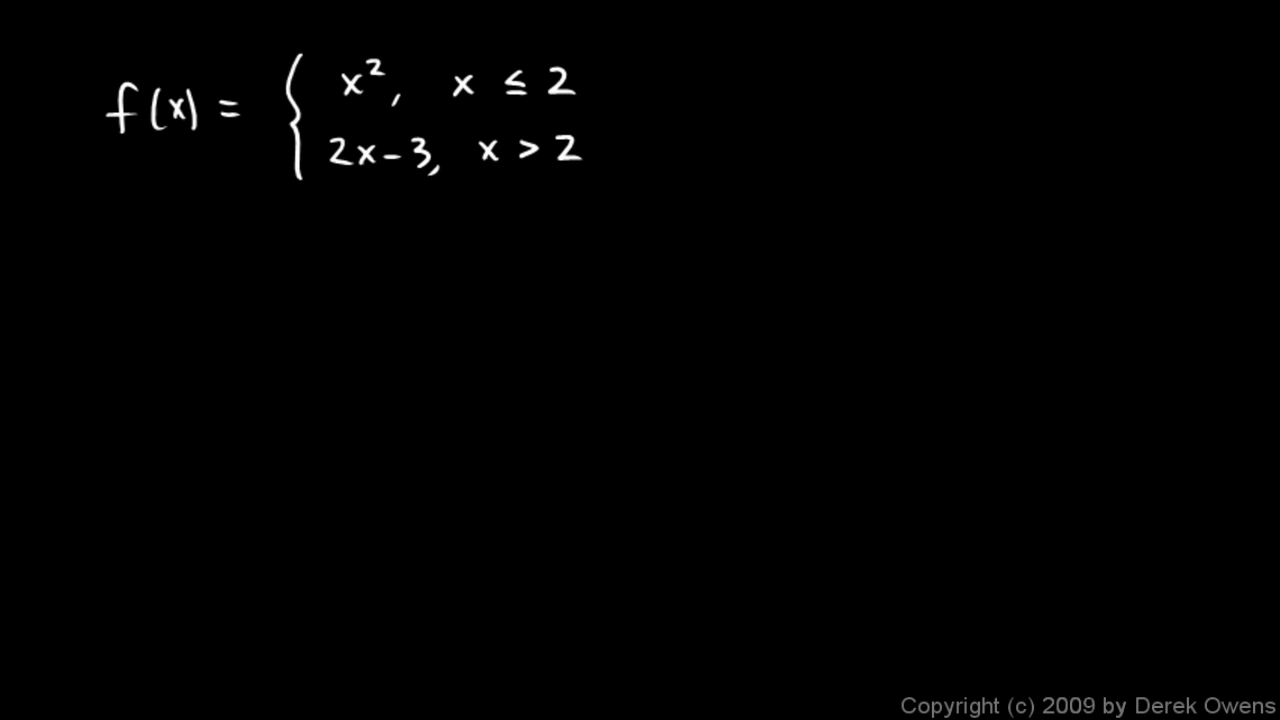 f(x) = { x², x ≤ 2
2x - 3, x > 2
Copyright (c) 2009 by Derek Owens